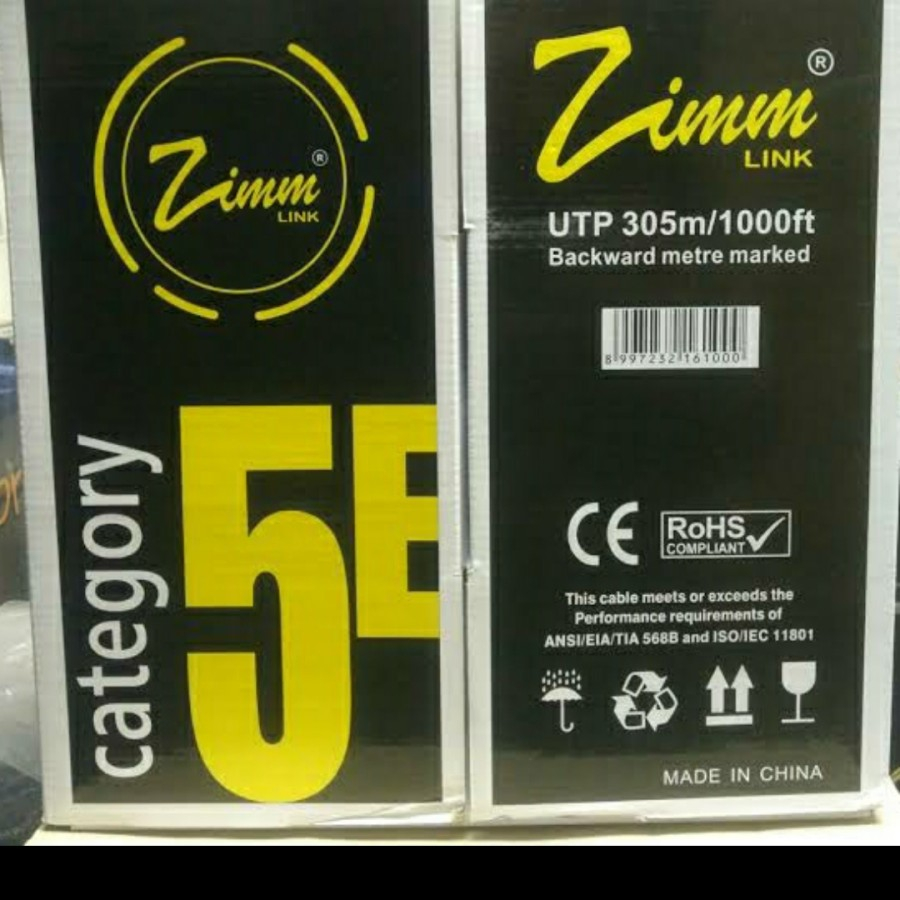 Zimm®
LINK
category
5E
Zimm®
LINK
UTP 305m/1000ft
Backward metre marked
8 997232 161000
CE
RoHS
COMPLIANT
This cable meets or exceeds the
Performance requirements of
ANSI/EIA/TIA 568B and ISO/IEC 11801
MADE IN CHINA